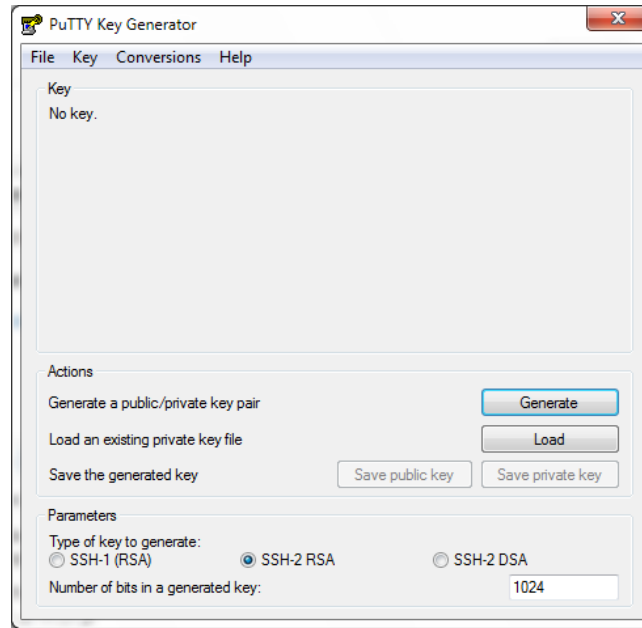 PuTTY Key Generator
File Key Conversions Help
Key
No key.
Actions
Generate a public/private key pair Generate
Load an existing private key file Load
Save the generated key Save public key Save private key
Parameters
Type of key to generate:
SSH-1 (RSA) SSH-2 RSA SSH-2 DSA
Number of bits in a generated key: 1024